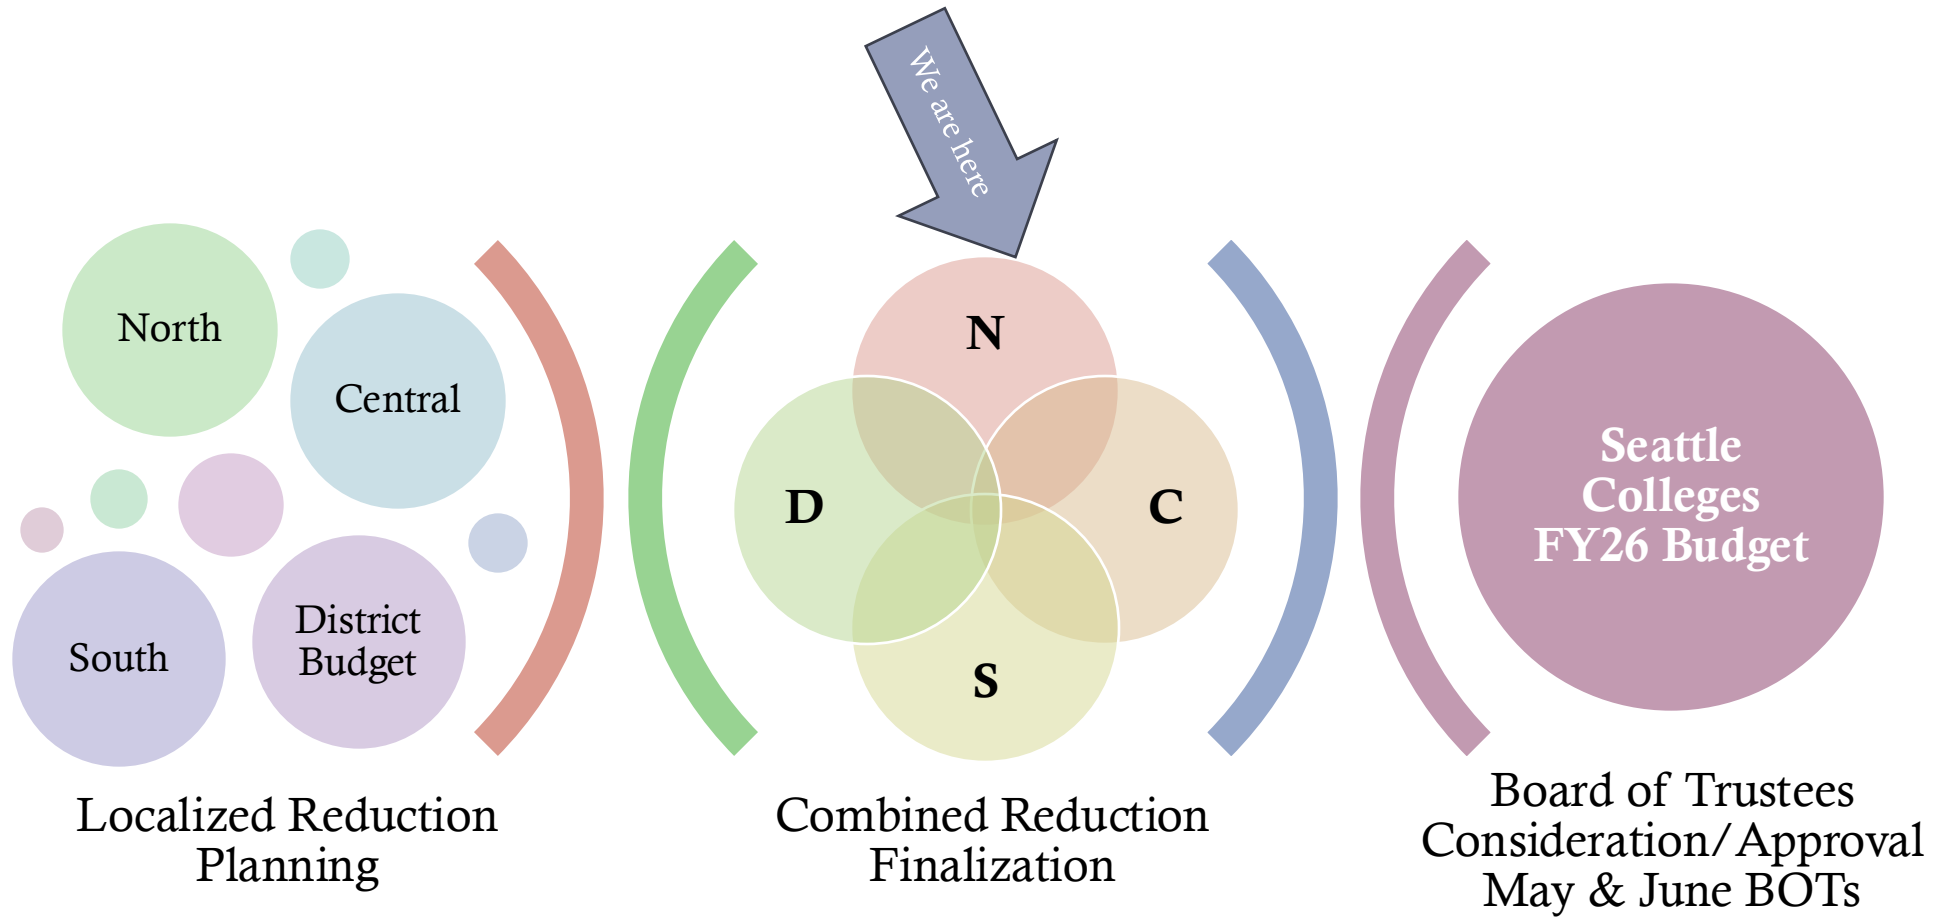 We are here
North
Central
South
District
Budget
Localized Reduction
Planning
N
D
C
S
Combined Reduction
Finalization
Seattle
Colleges
FY26 Budget
Board of Trustees
Consideration/Approval
May & June BOTs